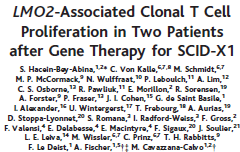 LMO2-Associated Clonal T Cell
Proliferation in Two Patients
after Gene Therapy for SCID-X1
S. Hacein-Bey-Abina,1,2* C. Von Kalle,6,7,8 M. Schmidt,6,7
M. P. McCormack,9 N. Wulffraat,10 P. Leboulch,11 A. Lim,12
C. S. Osborne,13 R. Pawliuk,11 E. Morillon,2 R. Sorensen,19
A. Forster,9 P. Fraser,13 J. I. Cohen,15 G. de Saint Basile,1
I. Alexander,16 U. Wintergerst,17 T. Frebourg,18 A. Aurias,19
D. Stoppa-Lyonnet,20 S. Romana,3 I. Radford-Weiss,3 F. Gross,2
F. Valensi,4 E. Delabesse,4 E. Macintyre,4 F. Sigaux,20 J. Soulier,21
L. E. Leiva,14 M. Wissler,6,7 C. Prinz,6,7 T. H. Rabbitts,9
F. Le Deist,1 A. Fischer,1,5†‡ M. Cavazzana-Calvo1,2†